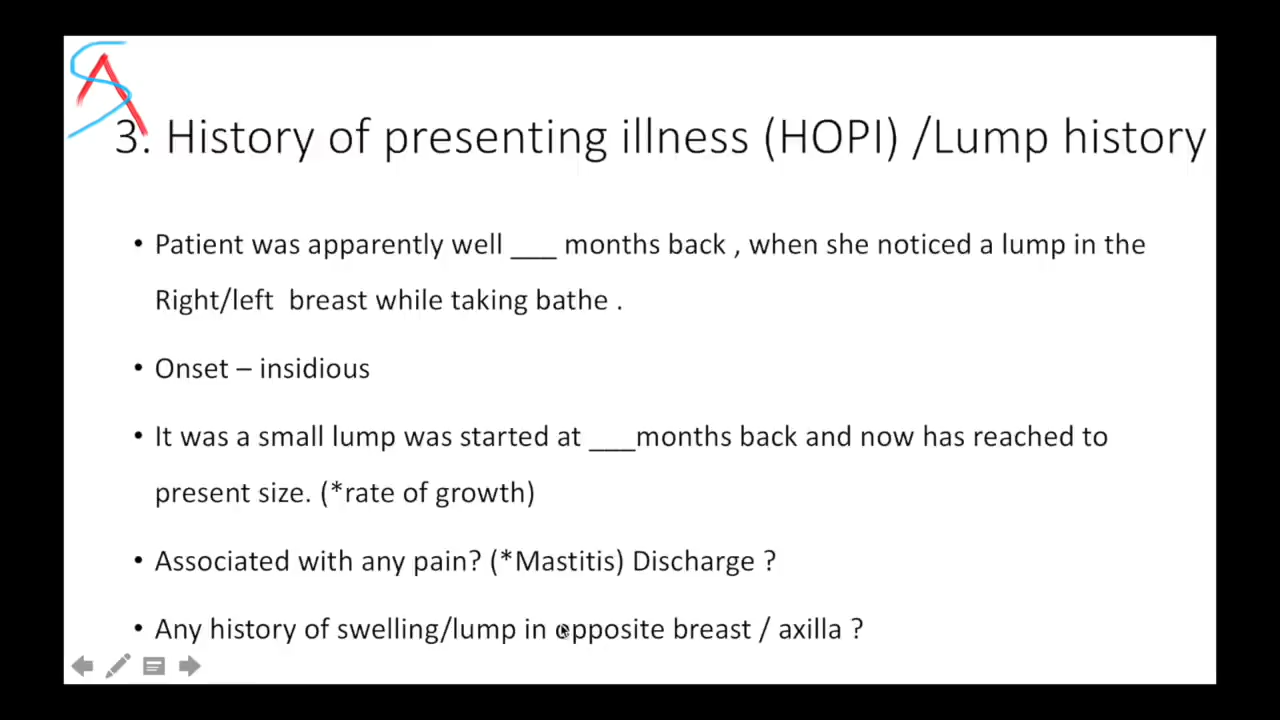 SA
3. History of presenting illness (HOPI) /Lump history
• Patient was apparently well ___ months back , when she noticed a lump in the
Right/left breast while taking bathe .
• Onset – insidious
• It was a small lump was started at ___months back and now has reached to
present size. (*rate of growth)
• Associated with any pain? (*Mastitis) Discharge ?
• Any history of swelling/lump in opposite breast / axilla ?